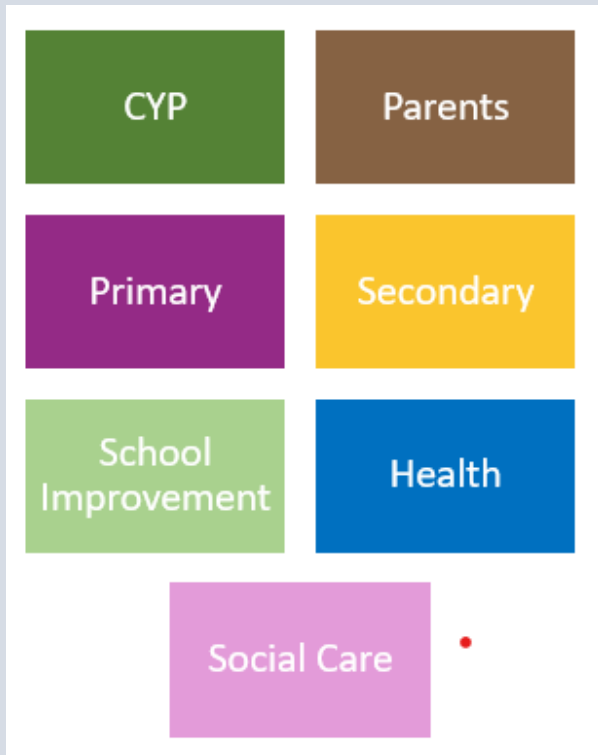 CYP
Parents
Primary
Secondary
School
Improvement
Health
Social Care